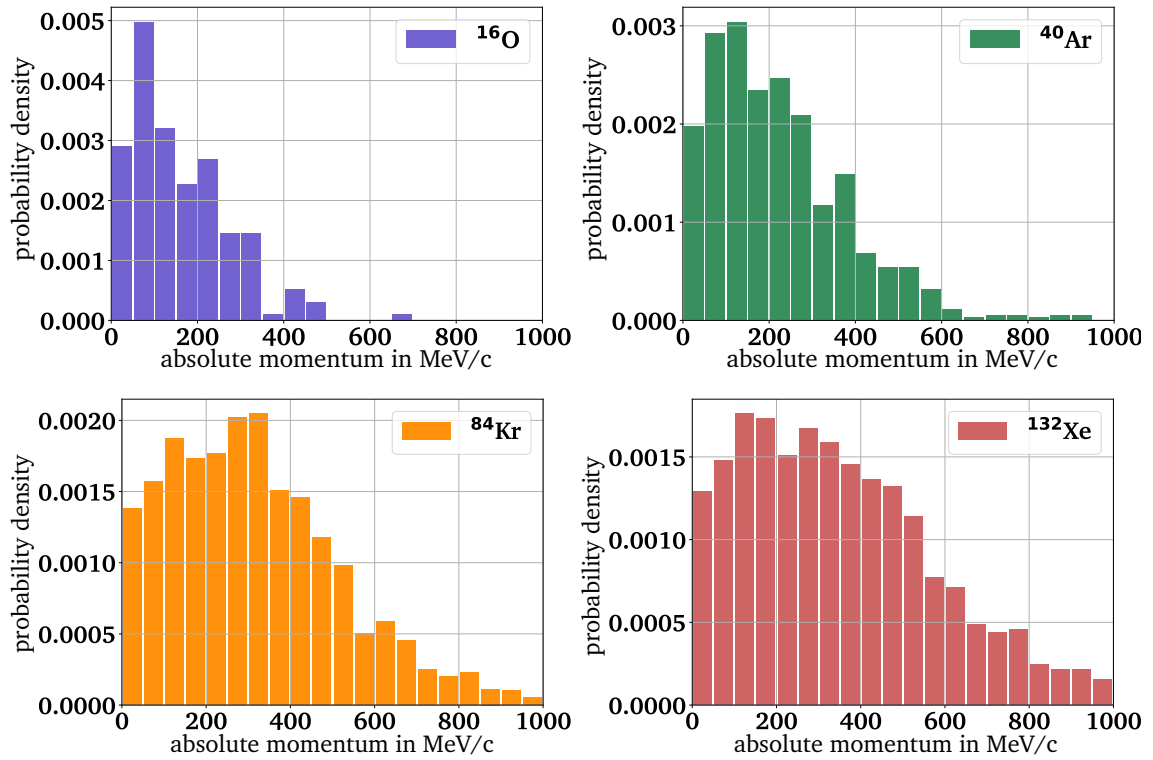 ¹⁶O
0.005
0.004
0.003
0.002
0.001
0.000
probability density
0 200 400 600 800 1000
absolute momentum in MeV/c
⁴⁰Ar
0.003
0.002
0.001
0.000
probability density
0 200 400 600 800 1000
absolute momentum in MeV/c
⁸⁴Kr
0.0020
0.0015
0.0010
0.0005
0.0000
probability density
0 200 400 600 800 1000
absolute momentum in MeV/c
¹³²Xe
0.0015
0.0010
0.0005
0.0000
probability density
0 200 400 600 800 1000
absolute momentum in MeV/c